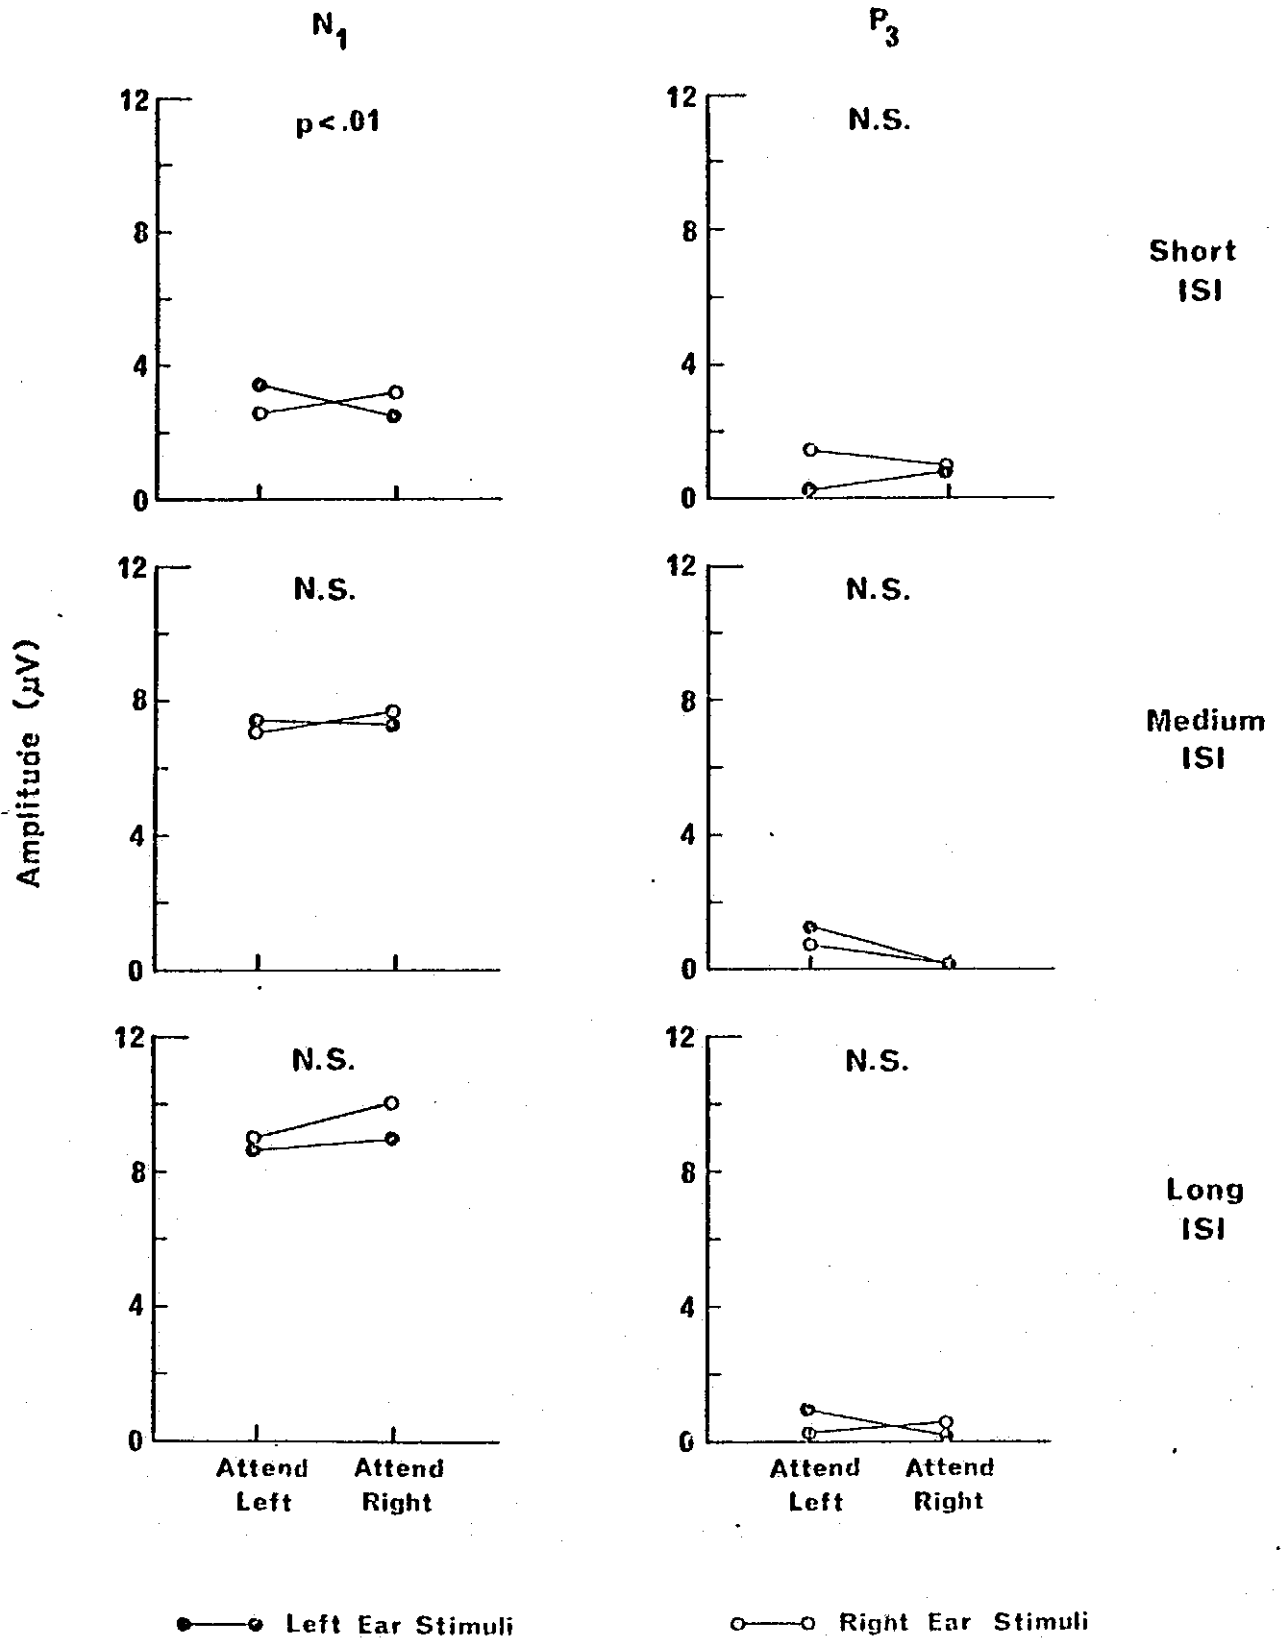 N1
P3
12
p<.01
8
4
0
12
N.S.
8
4
0
Short
ISI
12
N.S.
8
4
0
12
N.S.
8
4
0
Medium
ISI
Amplitude (µV)
12
N.S.
8
4
0
Attend Attend
Left Right
12
N.S.
8
4
0
Attend Attend
Left Right
Long
ISI
Left Ear Stimuli
Right Ear Stimuli